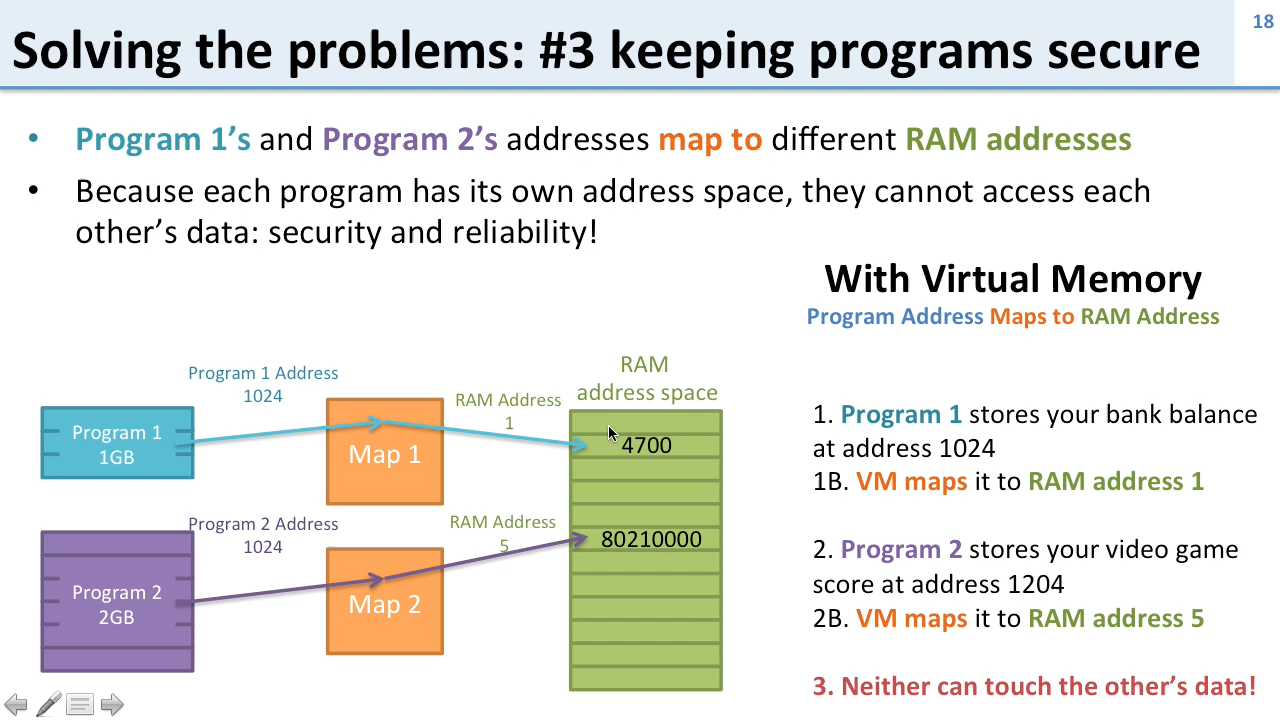 18
Solving the problems: #3 keeping programs secure
• Program 1’s and Program 2’s addresses map to different RAM addresses
• Because each program has its own address space, they cannot access each
other’s data: security and reliability!
With Virtual Memory
Program Address Maps to RAM Address
Program 1 Address
1024
RAM Address
1
RAM
address space
Program 1
1GB
Map 1
4700
Program 2 Address
1024
RAM Address
5
80210000
Program 2
2GB
Map 2
1. Program 1 stores your bank balance
at address 1024
1B. VM maps it to RAM address 1
2. Program 2 stores your video game
score at address 1204
2B. VM maps it to RAM address 5
3. Neither can touch the other’s data!